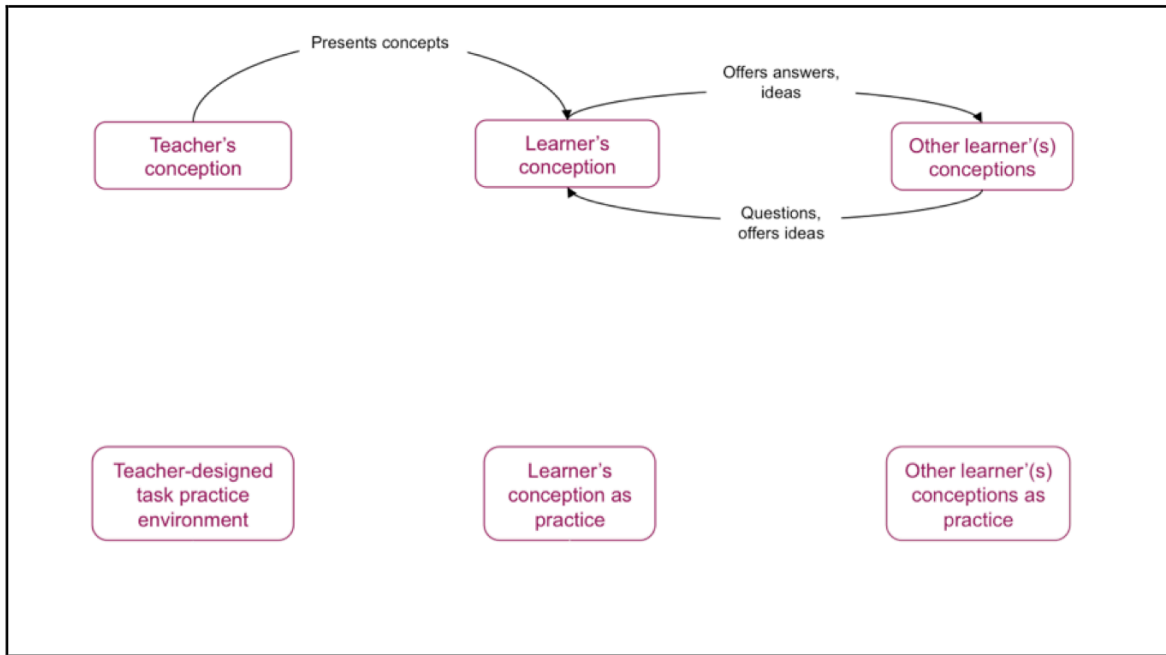 Presents concepts
Offers answers,
ideas
Teacher's
conception
Learner's
conception
Other learner'(s)
conceptions
Questions,
offers ideas
Teacher-designed
task practice
environment
Learner's
conception as
practice
Other learner'(s)
conceptions as
practice